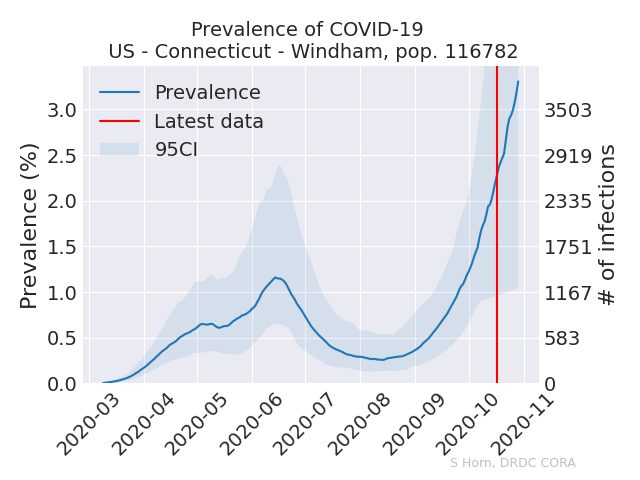 Prevalence of COVID-19
US - Connecticut - Windham, pop. 116782
Prevalence
Latest data
95CI
Prevalence (%)
3.0
2.5
2.0
1.5
1.0
0.5
0.0
3503
2919
2335
1751
1167
583
0
# of infections
2020-03
2020-04
2020-05
2020-06
2020-07
2020-08
2020-09
2020-10
2020-11
S Horn, DRDC CORA